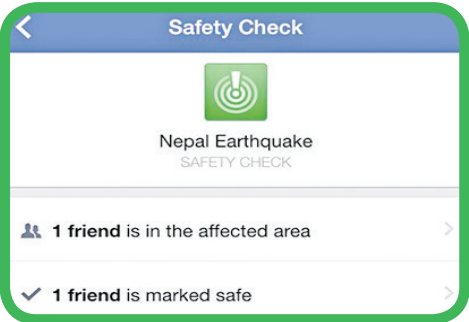 Safety Check
Nepal Earthquake
SAFETY CHECK
1 friend is in the affected area
1 friend is marked safe